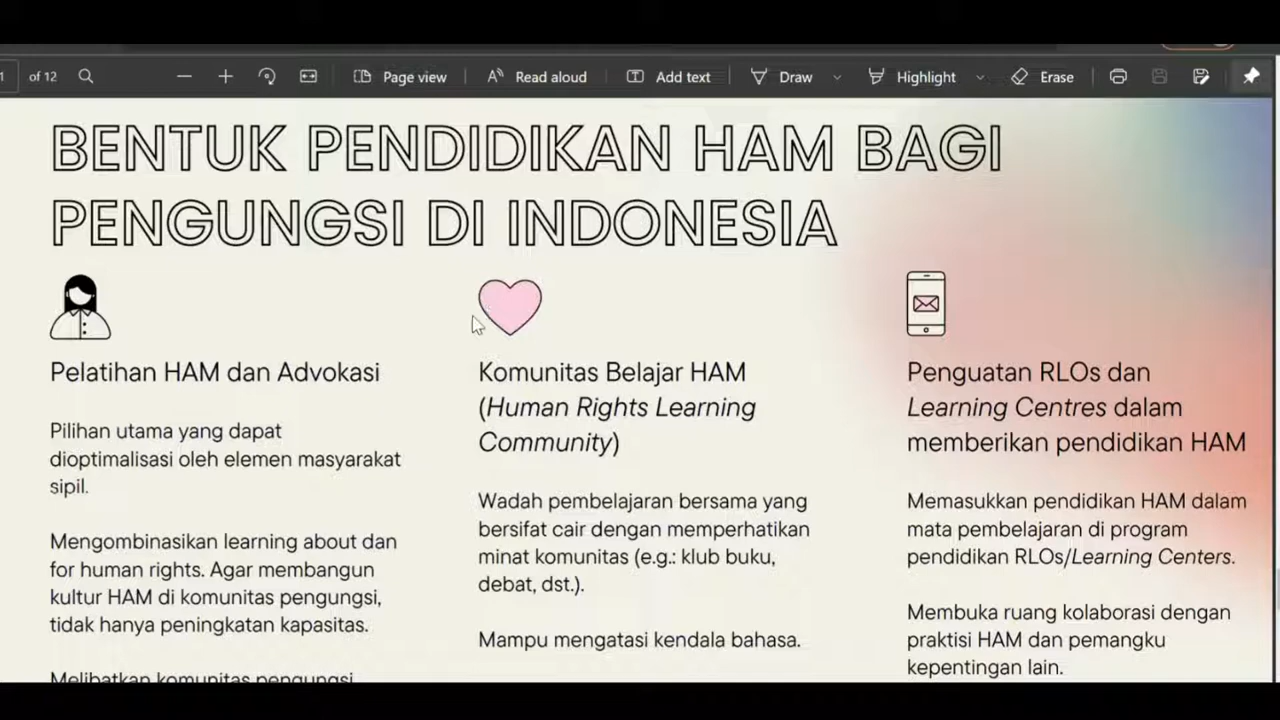 1 of 12 Page view Read aloud Add text Draw Highlight Erase
BENTUK PENDIDIKAN HAM BAGI
PENGUNGSI DI INDONESIA
Pelatihan HAM dan Advokasi
Pilihan utama yang dapat
dioptimalisasi oleh elemen masyarakat
sipil.
Mengombinasikan learning about dan
for human rights. Agar membangun
kultur HAM di komunitas pengungsi,
tidak hanya peningkatan kapasitas.
Melibatkan komunitas pengungsi
Komunitas Belajar HAM
(Human Rights Learning
Community)
Wadah pembelajaran bersama yang
bersifat cair dengan memperhatikan
minat komunitas (e.g.: klub buku,
debat, dst.).
Mampu mengatasi kendala bahasa.
Penguatan RLOs dan
Learning Centres dalam
memberikan pendidikan HAM
Memasukkan pendidikan HAM dalam
mata pembelajaran di program
pendidikan RLOs/Learning Centers.
Membuka ruang kolaborasi dengan
praktisi HAM dan pemangku
kepentingan lain.